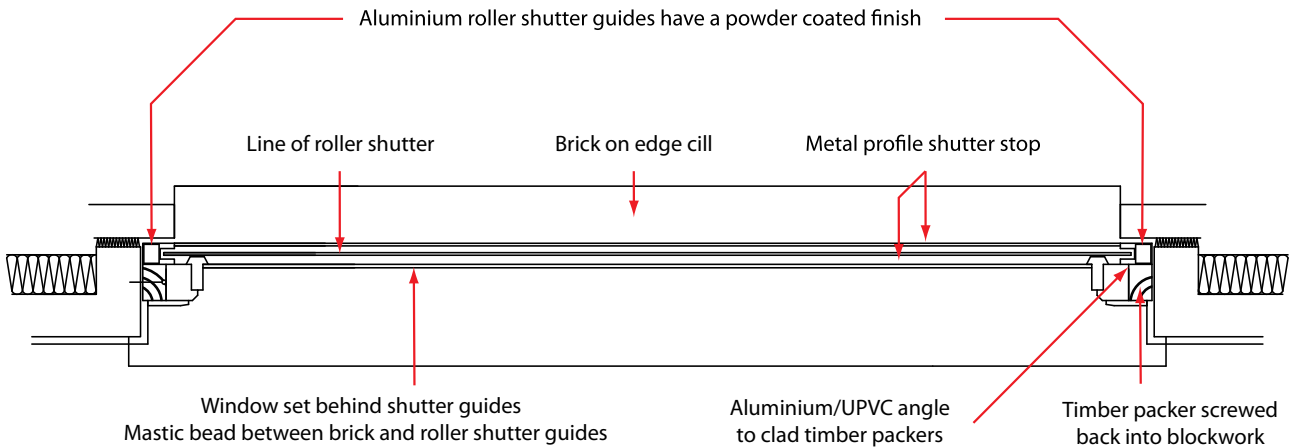 Aluminium roller shutter guides have a powder coated finish
Line of roller shutter
Brick on edge cill
Metal profile shutter stop
Window set behind shutter guides
Mastic bead between brick and roller shutter guides
Aluminium/UPVC angle
to clad timber packers
Timber packer screwed
back into blockwork